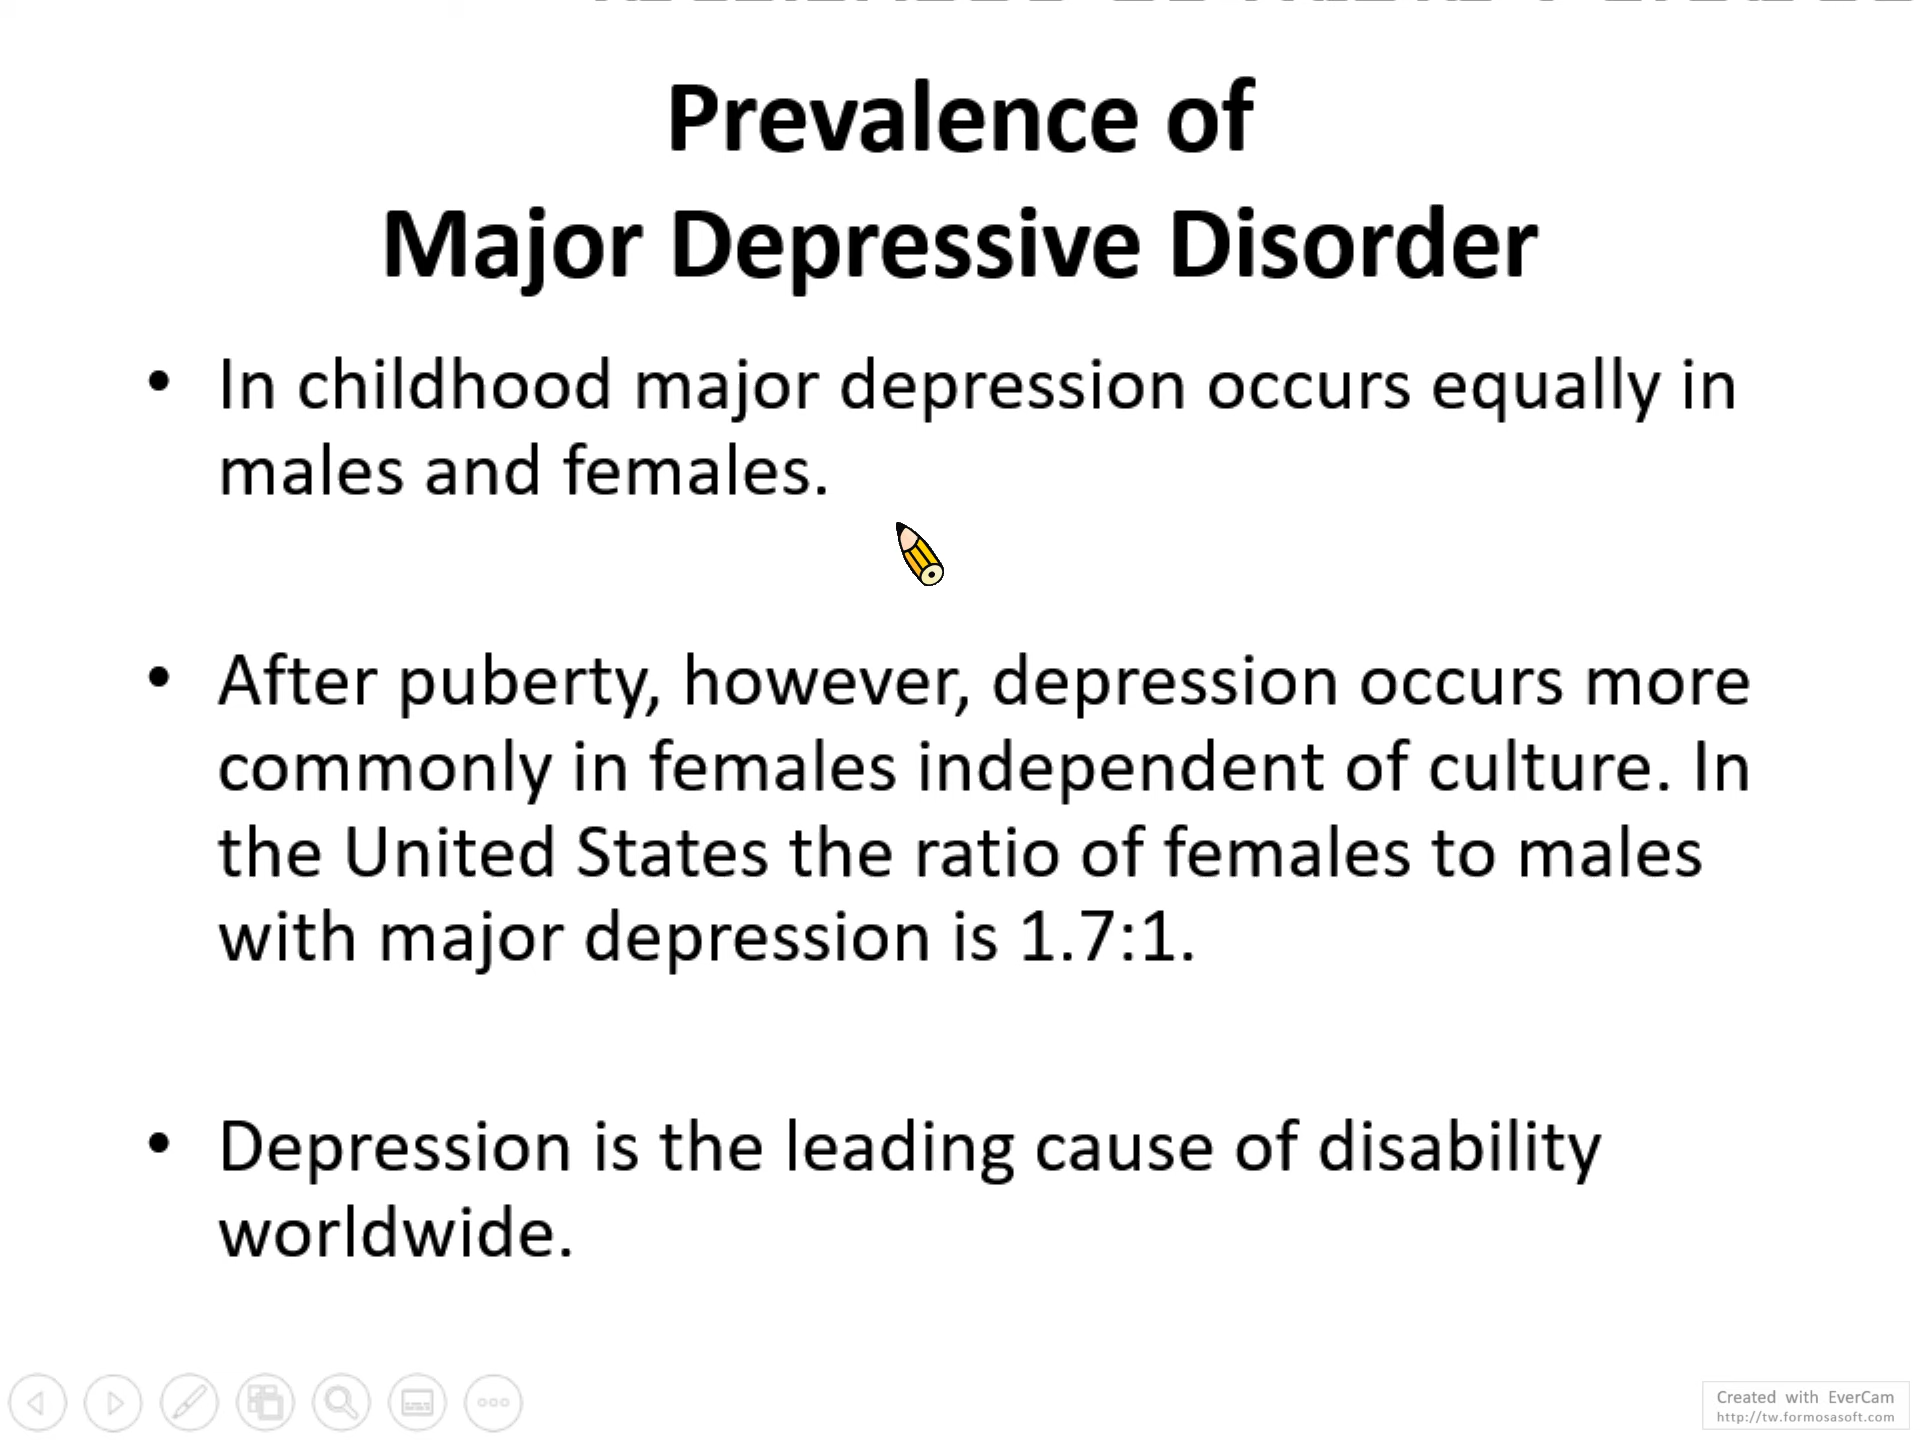 Prevalence of
Major Depressive Disorder
• In childhood major depression occurs equally in
males and females.
• After puberty, however, depression occurs more
commonly in females independent of culture. In
the United States the ratio of females to males
with major depression is 1.7:1.
• Depression is the leading cause of disability
worldwide.
Created with EverCam
http://tw.formosasoft.com